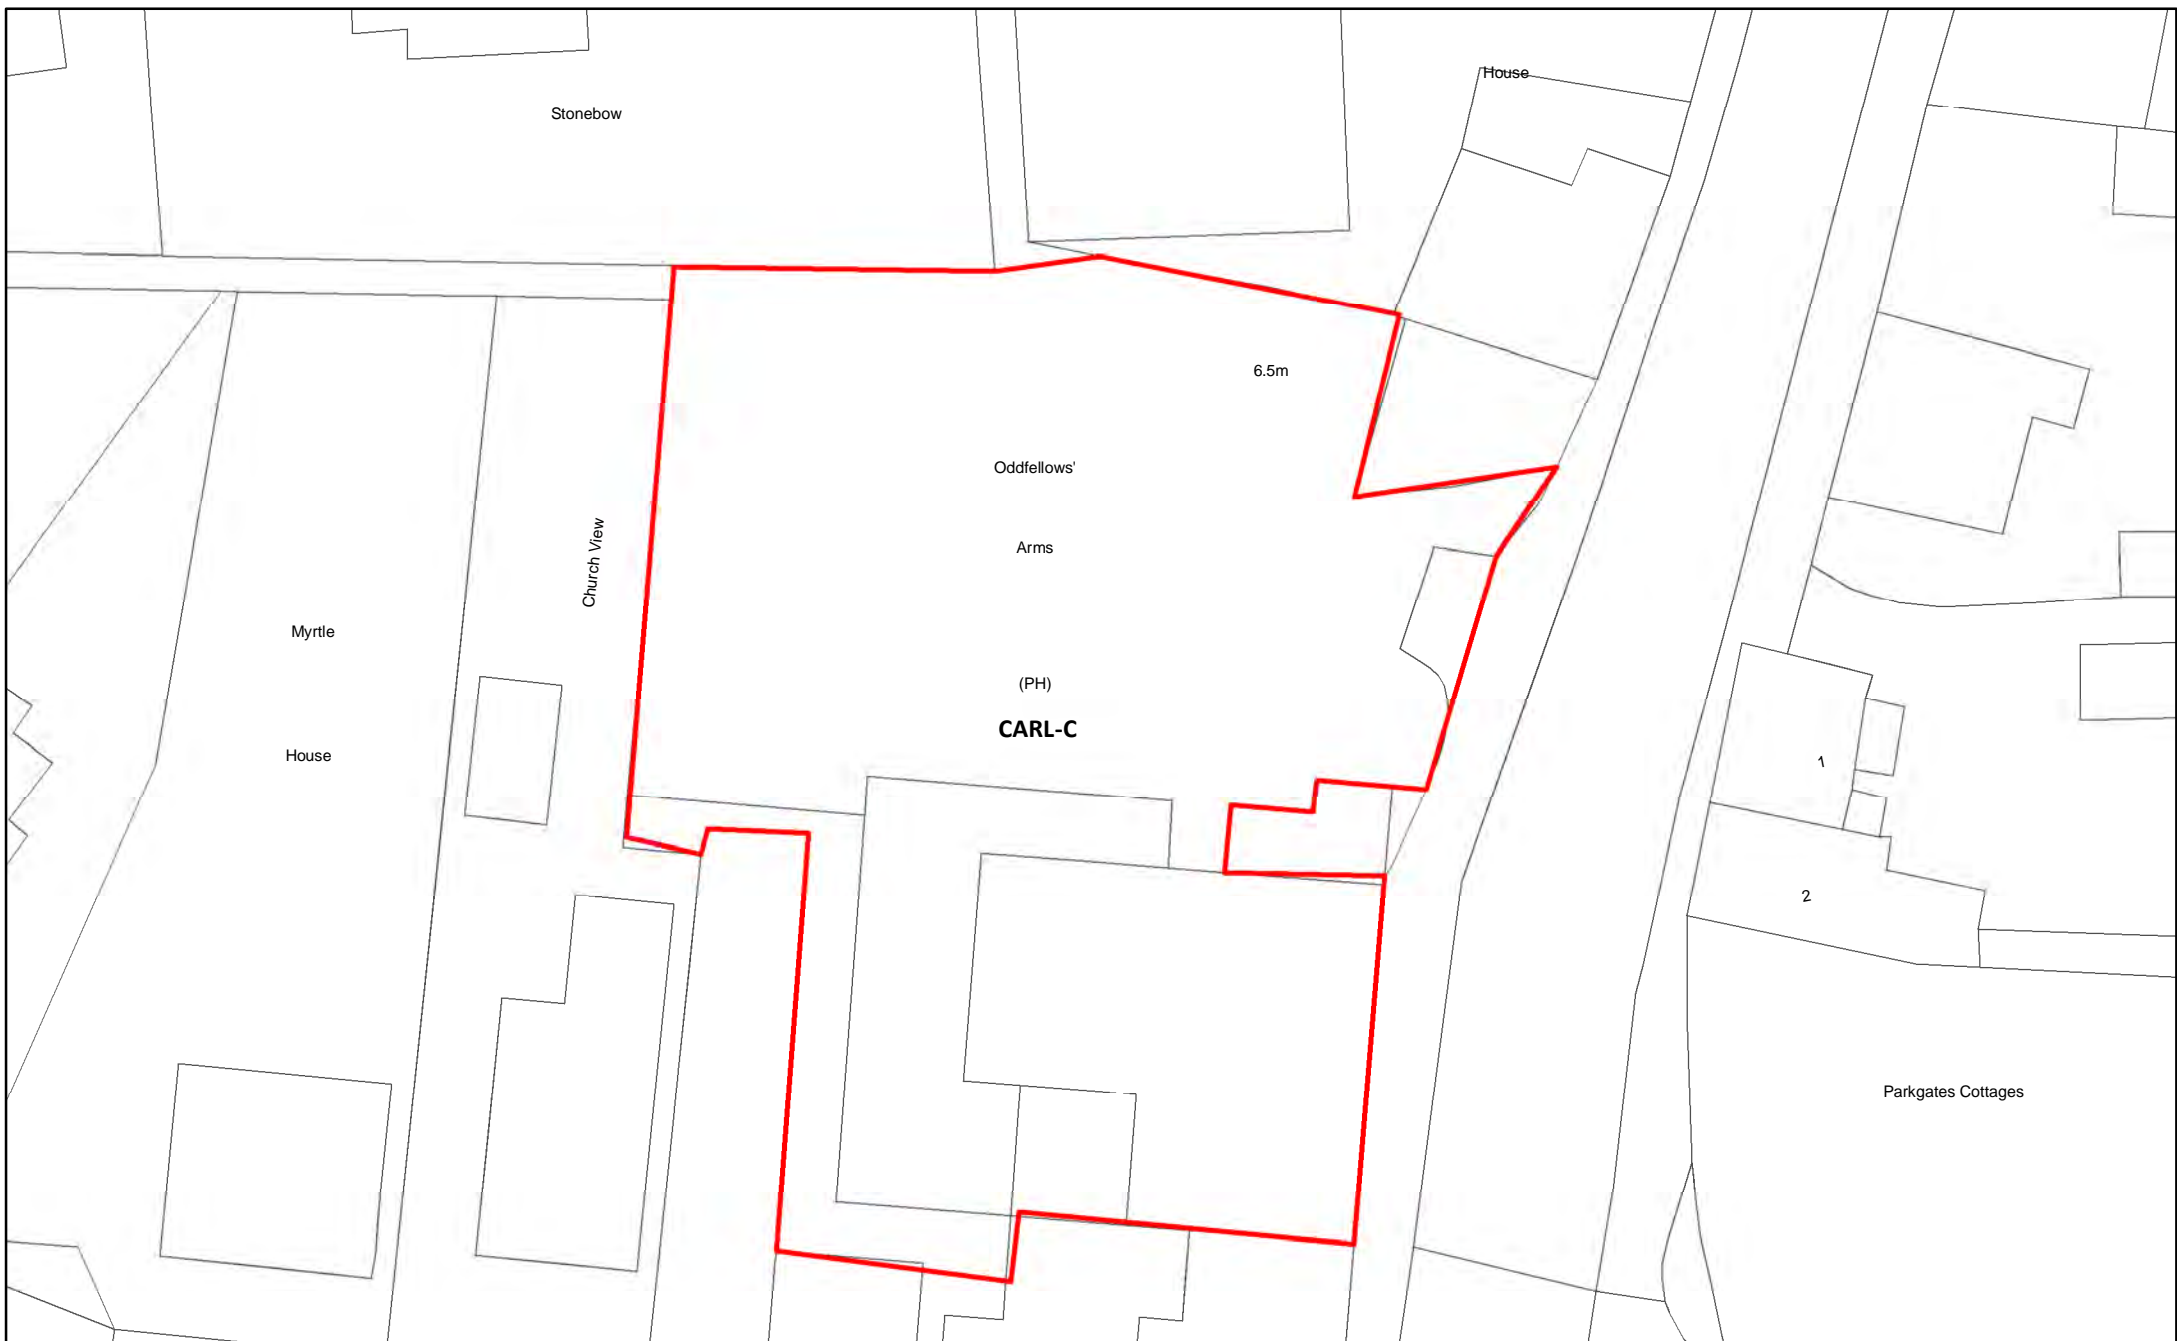 House
Stonebow
6.5m
Oddfellows'
Arms
Church View
Myrtle
House
(PH)
CARL-C
1
2
Parkgates Cottages